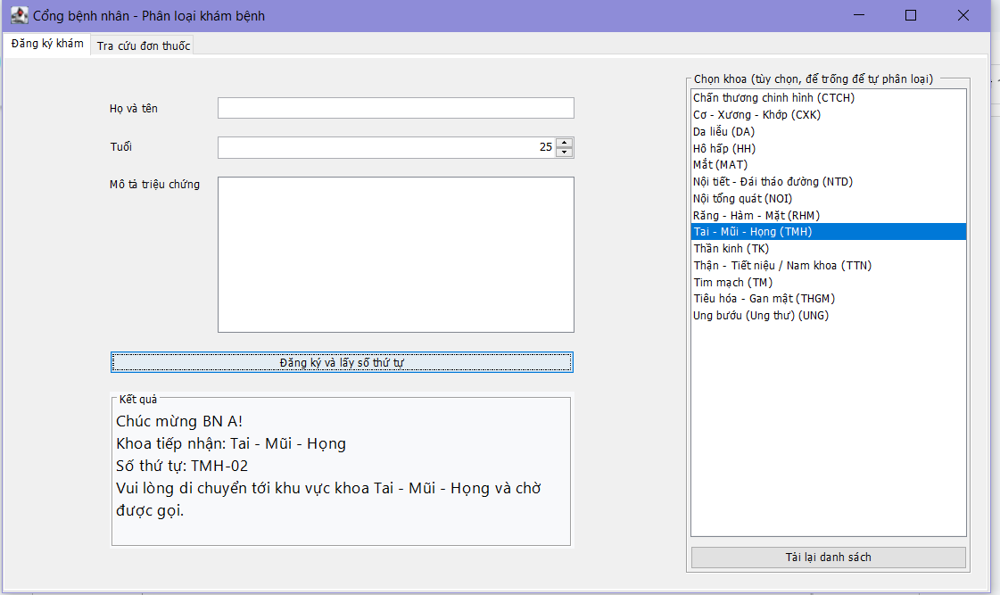 Cổng bệnh nhân - Phân loại khám bệnh
Đăng ký khám
Tra cứu đơn thuốc
Họ và tên
Tuổi
25
Mô tả triệu chứng
Đăng ký và lấy số thứ tự
Kết quả
Chúc mừng BN A!
Khoa tiếp nhận: Tai - Mũi - Họng
Số thứ tự: TMH-02
Vui lòng di chuyển tới khu vực khoa Tai - Mũi - Họng và chờ
được gọi.
Chọn khoa (tùy chọn, để trống để tự phân loại)
Chấn thương chinh hình (CTCH)
Cơ - Xương - Khớp (CXK)
Da liễu (DA)
Hô hấp (HH)
Mắt (MAT)
Nội tiết - Đái tháo đường (NTD)
Nội tổng quát (NOI)
Răng - Hàm - Mặt (RHM)
Tai - Mũi - Họng (TMH)
Thần kinh (TK)
Thận - Tiết niệu / Nam khoa (TTN)
Tim mạch (TM)
Tiêu hóa - Gan mật (THGM)
Ung bướu (Ung thư) (UNG)
Tải lại danh sách